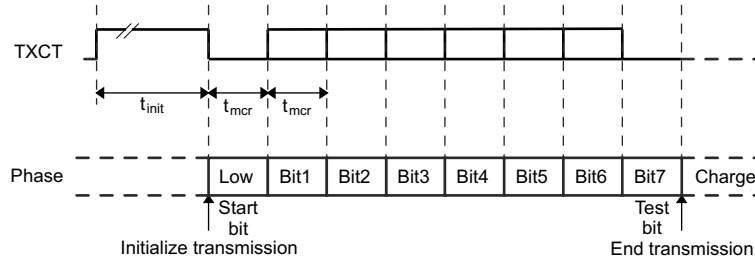 TXCT
tinit
tmcr
tmcr
Phase
Low
Bit1
Bit2
Bit3
Bit4
Bit5
Bit6
Bit7
Charge
Start
bit
Test
bit
Initialize transmission
End transmission